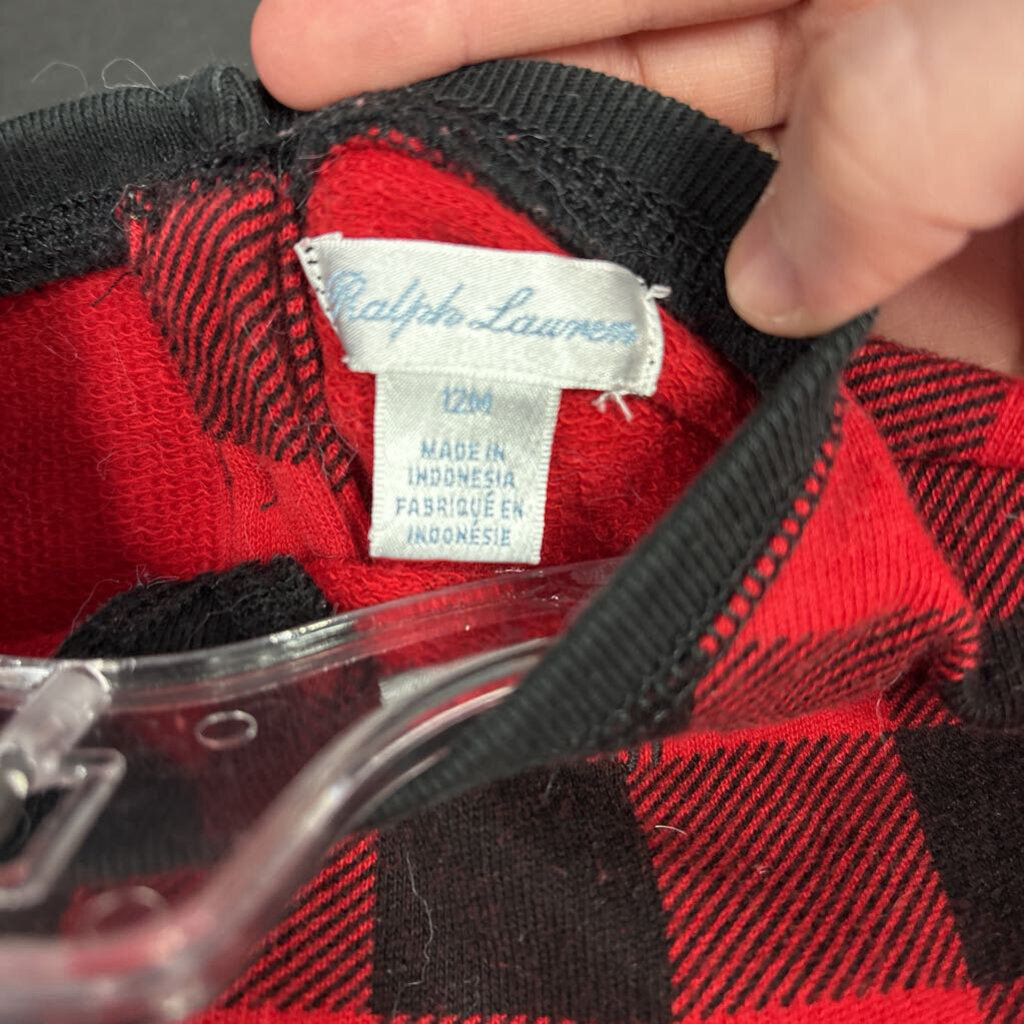 Ralph Lauren
12M
MADE IN
INDONESIA
FABRIQUÉ EN
INDONÉSIE